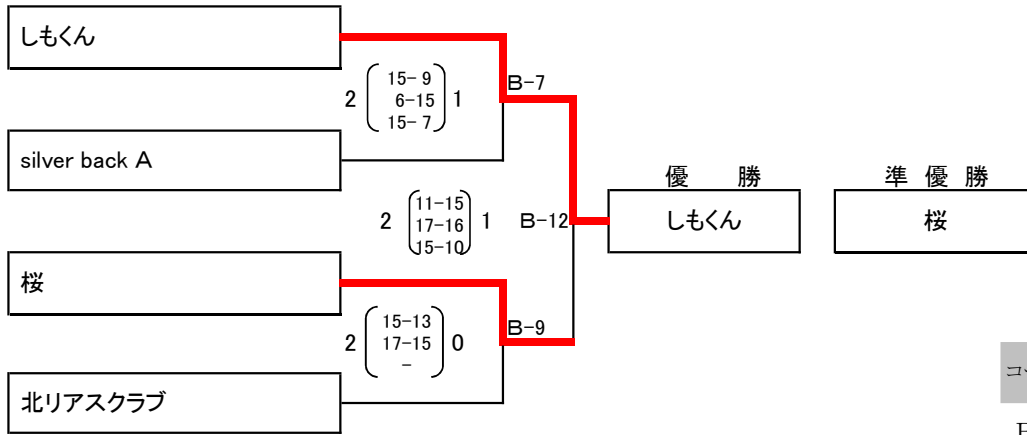 しもくん
2 15- 9 1 B-7
6-15
15- 7
silver back A
優 勝 準 優 勝
2 11-15 1 B-12 しもくん 桜
17-16
15-10
桜
2 15-13 0 B-9
17-15
-
北リアスクラブ